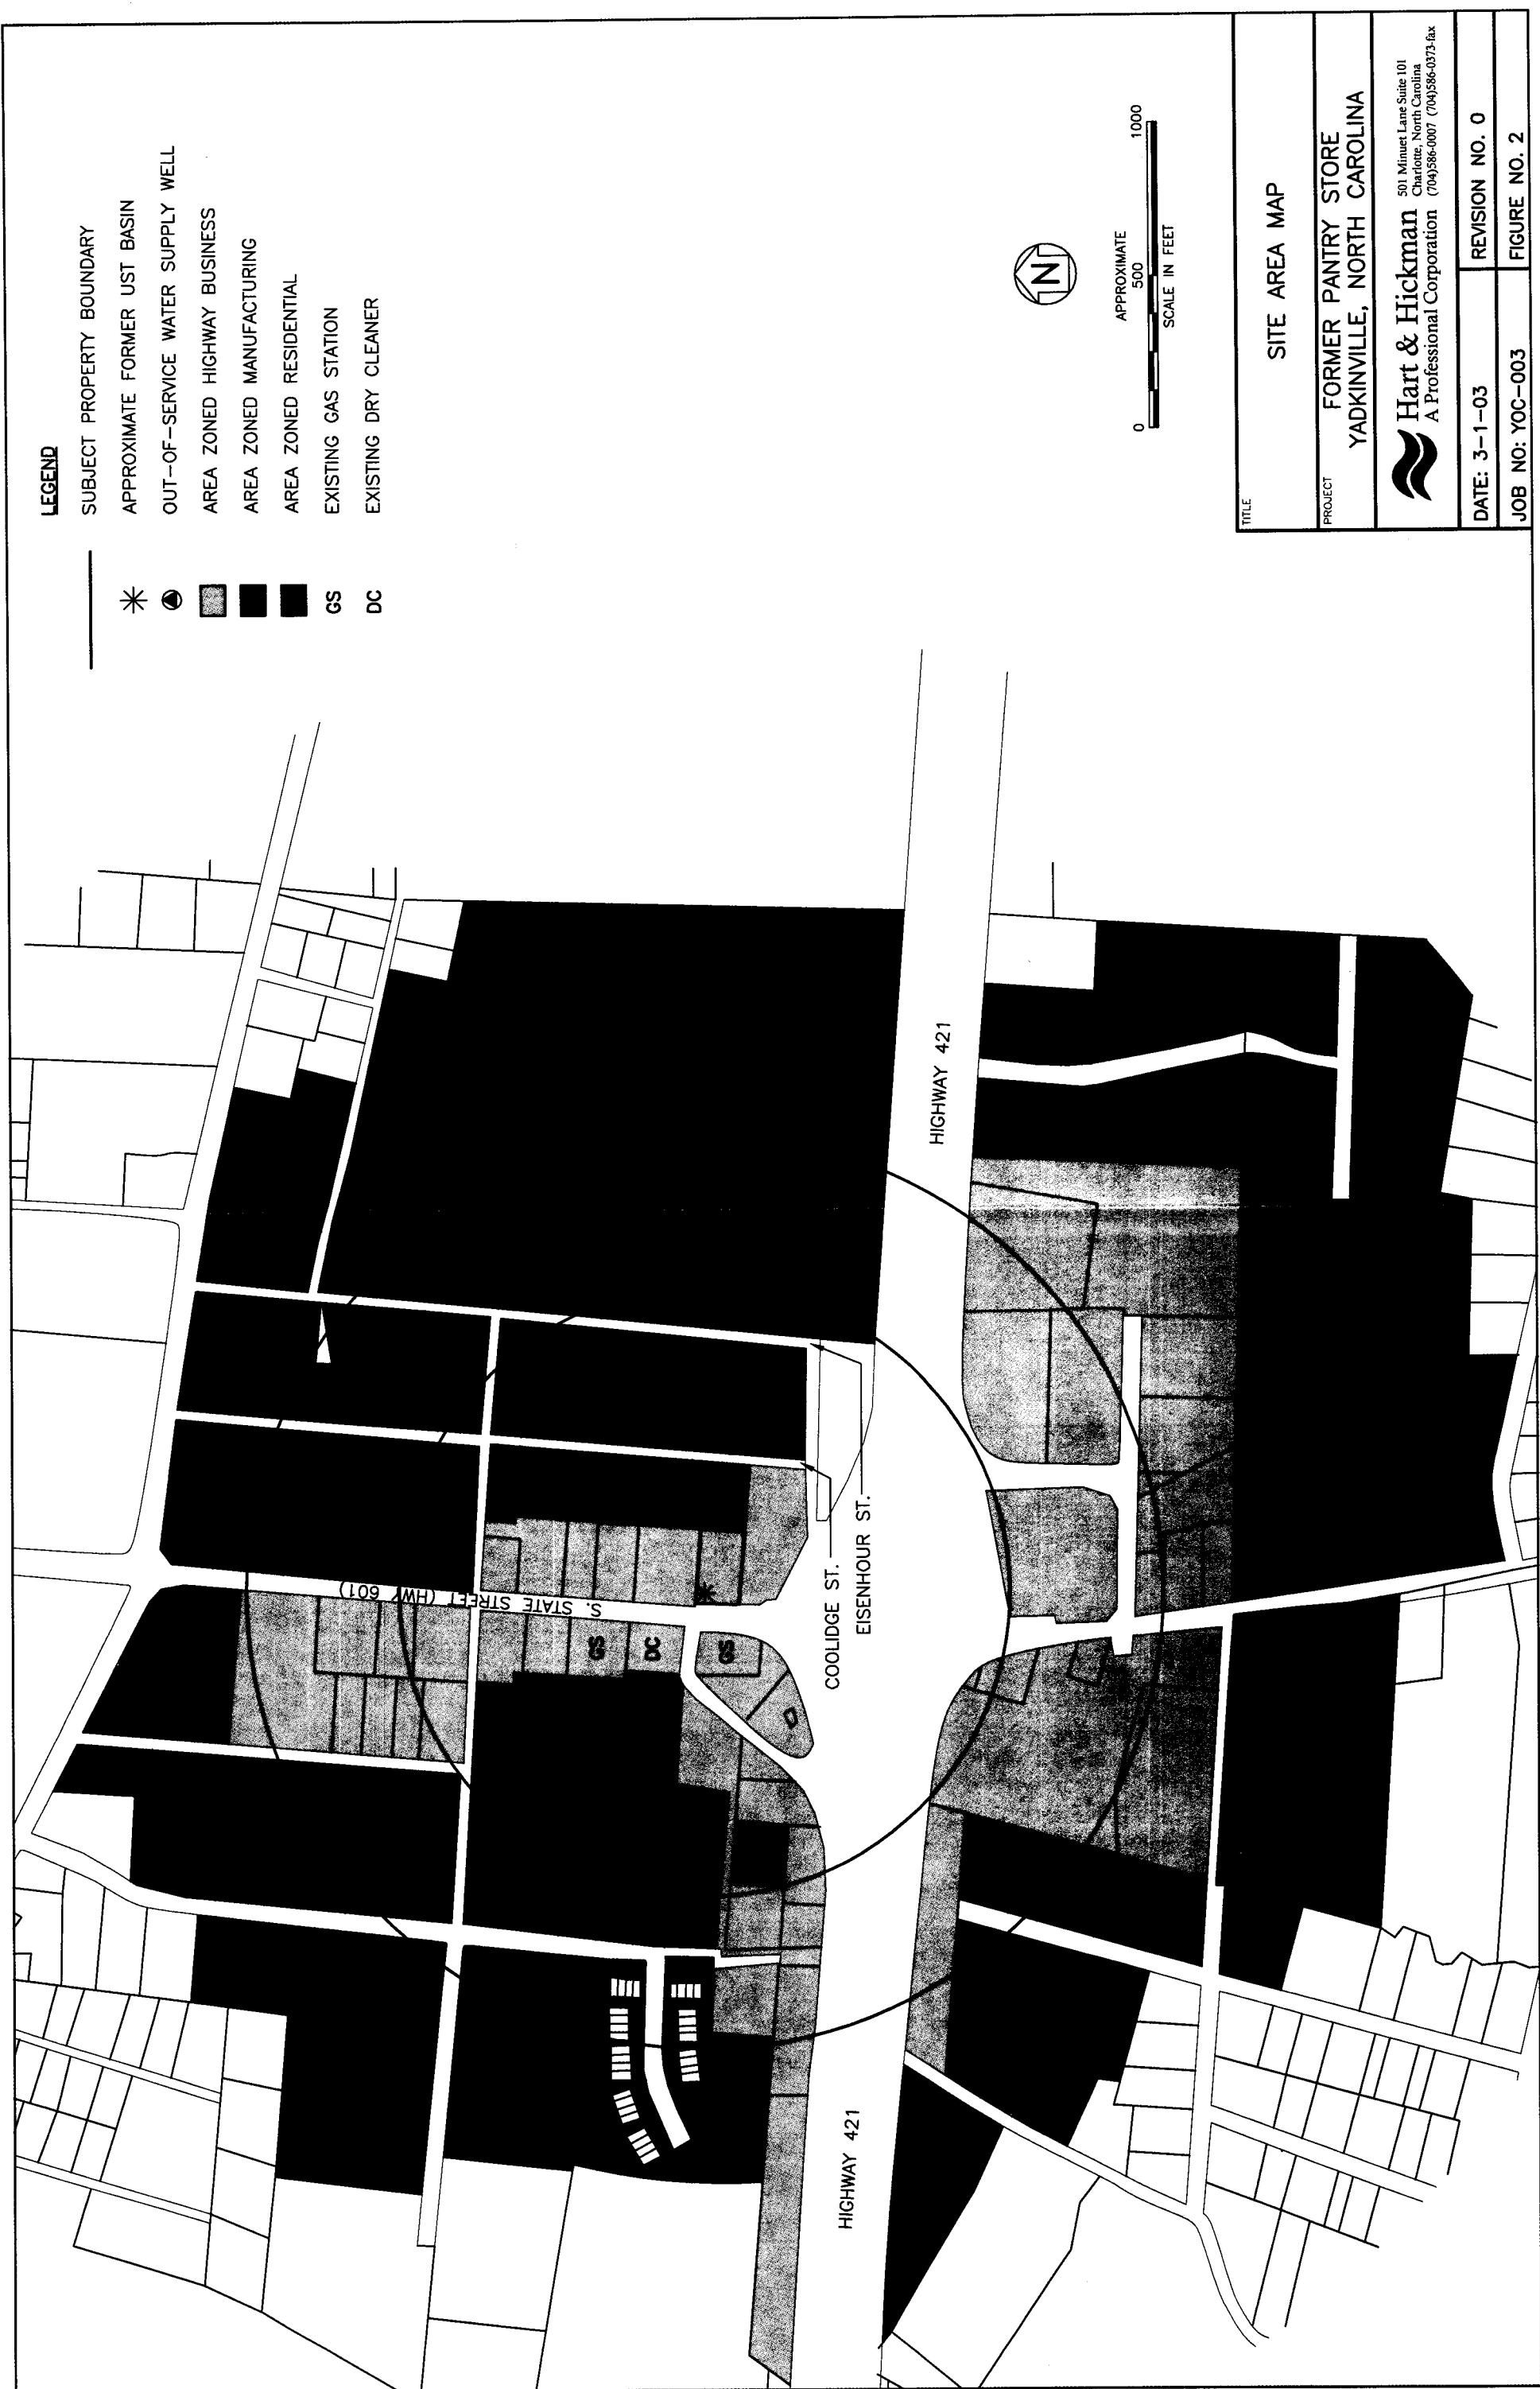 LEGEND
SUBJECT PROPERTY BOUNDARY
APPROXIMATE FORMER UST BASIN
OUT-OF-SERVICE WATER SUPPLY WELL
AREA ZONED HIGHWAY BUSINESS
AREA ZONED MANUFACTURING
AREA ZONED RESIDENTIAL
GS EXISTING GAS STATION
DC EXISTING DRY CLEANER
S. STATE STREET (HWY 601)
GS
DC
GS
COOLIDGE ST.
EISENHOUR ST.
HIGHWAY 421
HIGHWAY 421
N
APPROXIMATE
0 500 1000
SCALE IN FEET
TITLE
SITE AREA MAP
PROJECT
FORMER PANTRY STORE
YADKINVILLE, NORTH CAROLINA
Hart & Hickman
A Professional Corporation
501 Minuet Lane Suite 101
Charlotte, North Carolina
(704)586-0007 (704)586-0373-fax
DATE: 3-1-03
REVISION NO. 0
JOB NO: YOC-003
FIGURE NO. 2